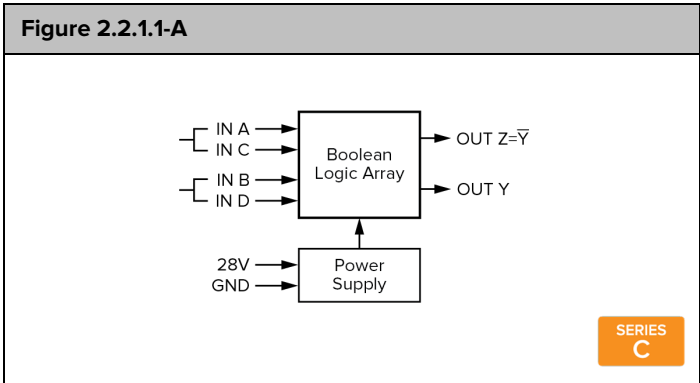 Figure 2.2.1.1-A
IN A
IN C
IN B
IN D
Boolean
Logic Array
OUT Z=Y̅
OUT Y
28V
GND
Power
Supply
SERIES
C